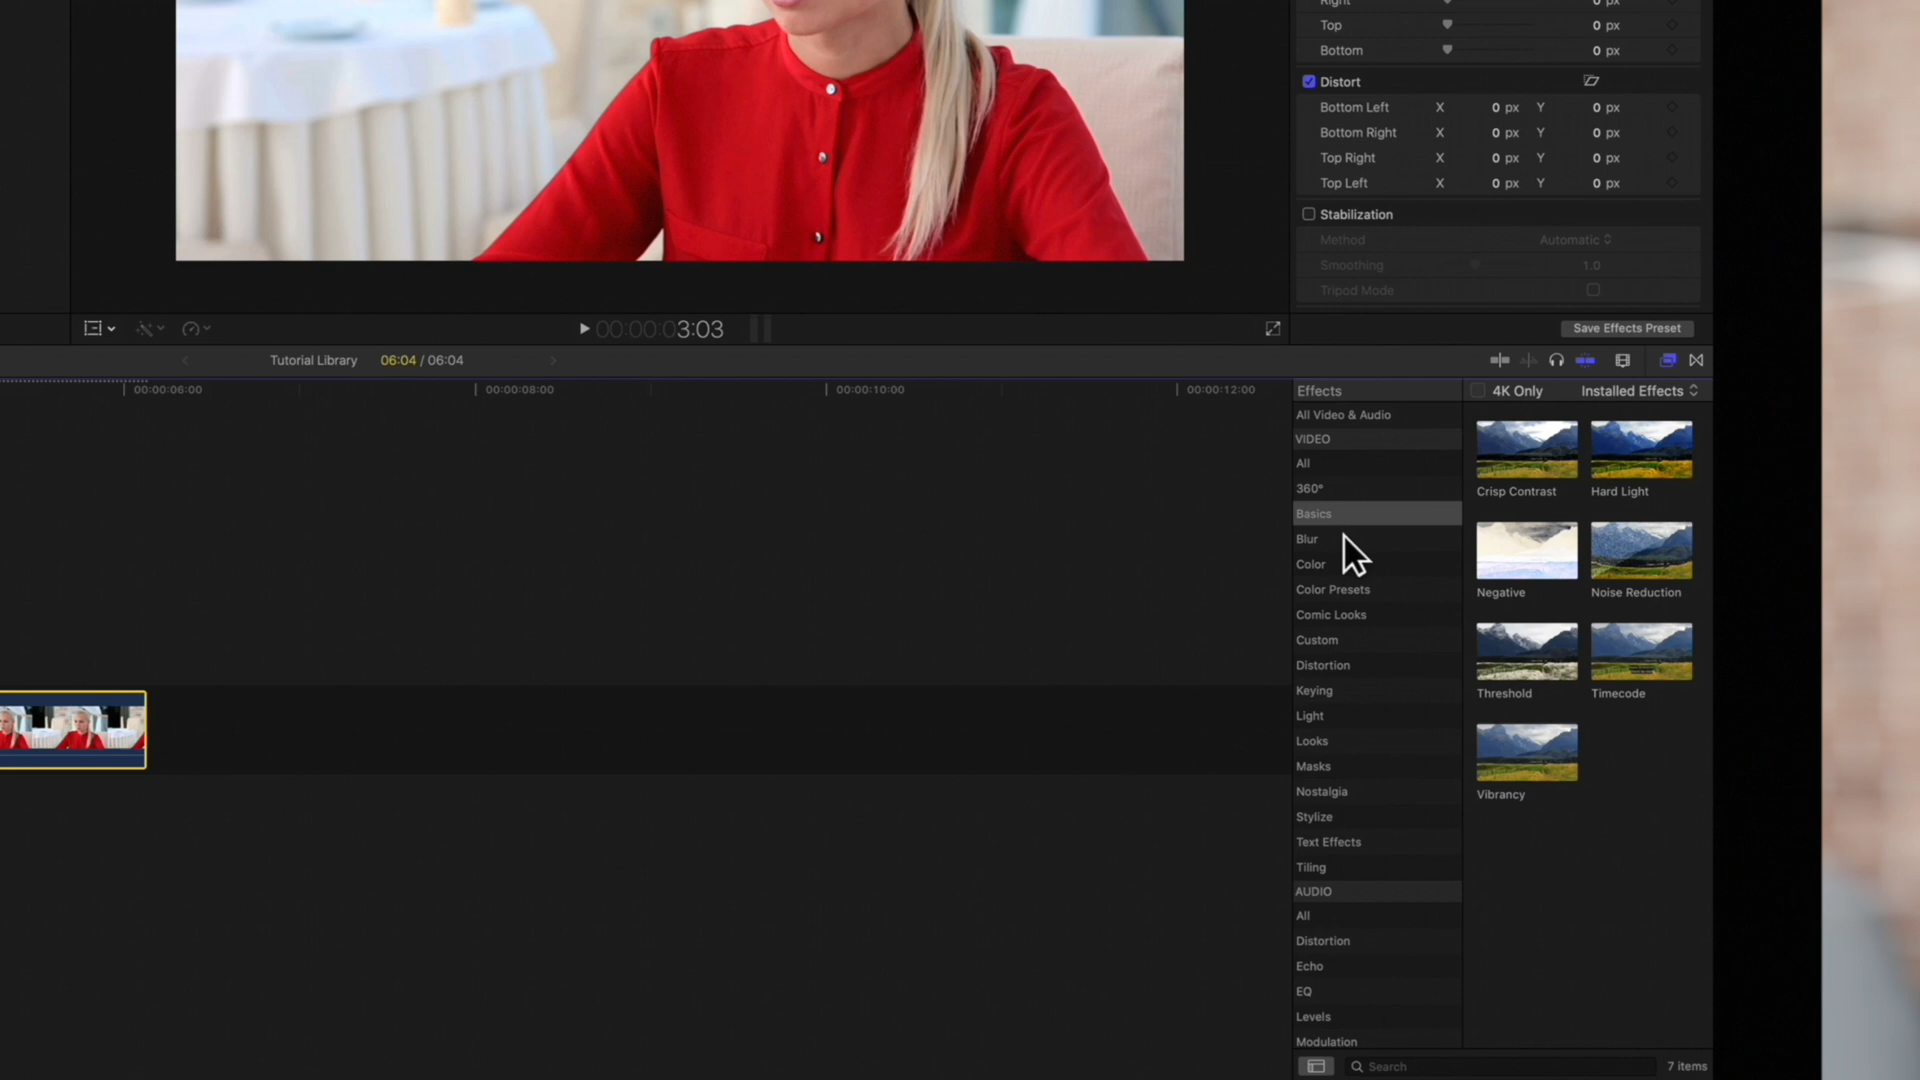 Right 0 px
Top 0 px
Bottom 0 px
Distort
Bottom Left X 0 px Y 0 px
Bottom Right X 0 px Y 0 px
Top Right X 0 px Y 0 px
Top Left X 0 px Y 0 px
Stabilization
Method Automatic
Smoothing 1.0
Tripod Mode
00:00:03:03
Save Effects Preset
Tutorial Library 06:04 / 06:04
00:00:06:00 00:00:08:00 00:00:10:00 00:00:12:00
Effects
4K Only Installed Effects
All Video & Audio
VIDEO
All
360°
Basics
Blur
Color
Color Presets
Comic Looks
Custom
Distortion
Keying
Light
Looks
Masks
Nostalgia
Stylize
Text Effects
Tiling
AUDIO
All
Distortion
Echo
EQ
Levels
Modulation
Crisp Contrast Hard Light
Negative Noise Reduction
Threshold Timecode
Vibrancy
Search 7 items